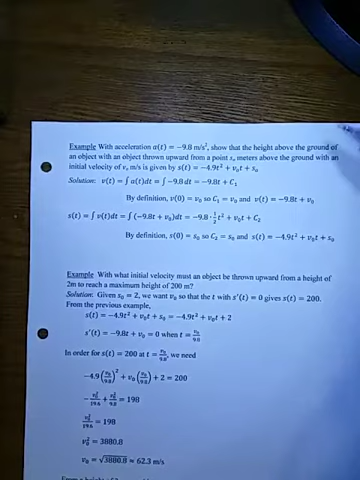 Example With acceleration a(t) = −9.8 m/s², show that the height above the ground of
an object with an object thrown upward from a point s₀ meters above the ground with an
initial velocity of v₀ m/s is given by s(t) = −4.9t² + v₀t + s₀
Solution: v(t) = ∫ a(t)dt = ∫ −9.8 dt = −9.8t + C₁
By definition, v(0) = v₀ so C₁ = v₀ and v(t) = −9.8t + v₀
s(t) = ∫ v(t)dt = ∫ (−9.8t + v₀)dt = −9.8 · ½ t² + v₀t + C₂
By definition, s(0) = s₀ so C₂ = s₀ and s(t) = −4.9t² + v₀t + s₀
Example With what initial velocity must an object be thrown upward from a height of
2m to reach a maximum height of 200 m?
Solution: Given s₀ = 2, we want v₀ so that the t with s′(t) = 0 gives s(t) = 200.
From the previous example,
s(t) = −4.9t² + v₀t + s₀ = −4.9t² + v₀t + 2
s′(t) = −9.8t + v₀ = 0 when t = v₀/9.8
In order for s(t) = 200 at t = v₀/9.8, we need
−4.9(v₀/9.8)² + v₀(v₀/9.8) + 2 = 200
−v₀²/19.6 + v₀²/9.8 = 198
v₀²/19.6 = 198
v₀² = 3880.8
v₀ = √3880.8 ≈ 62.3 m/s